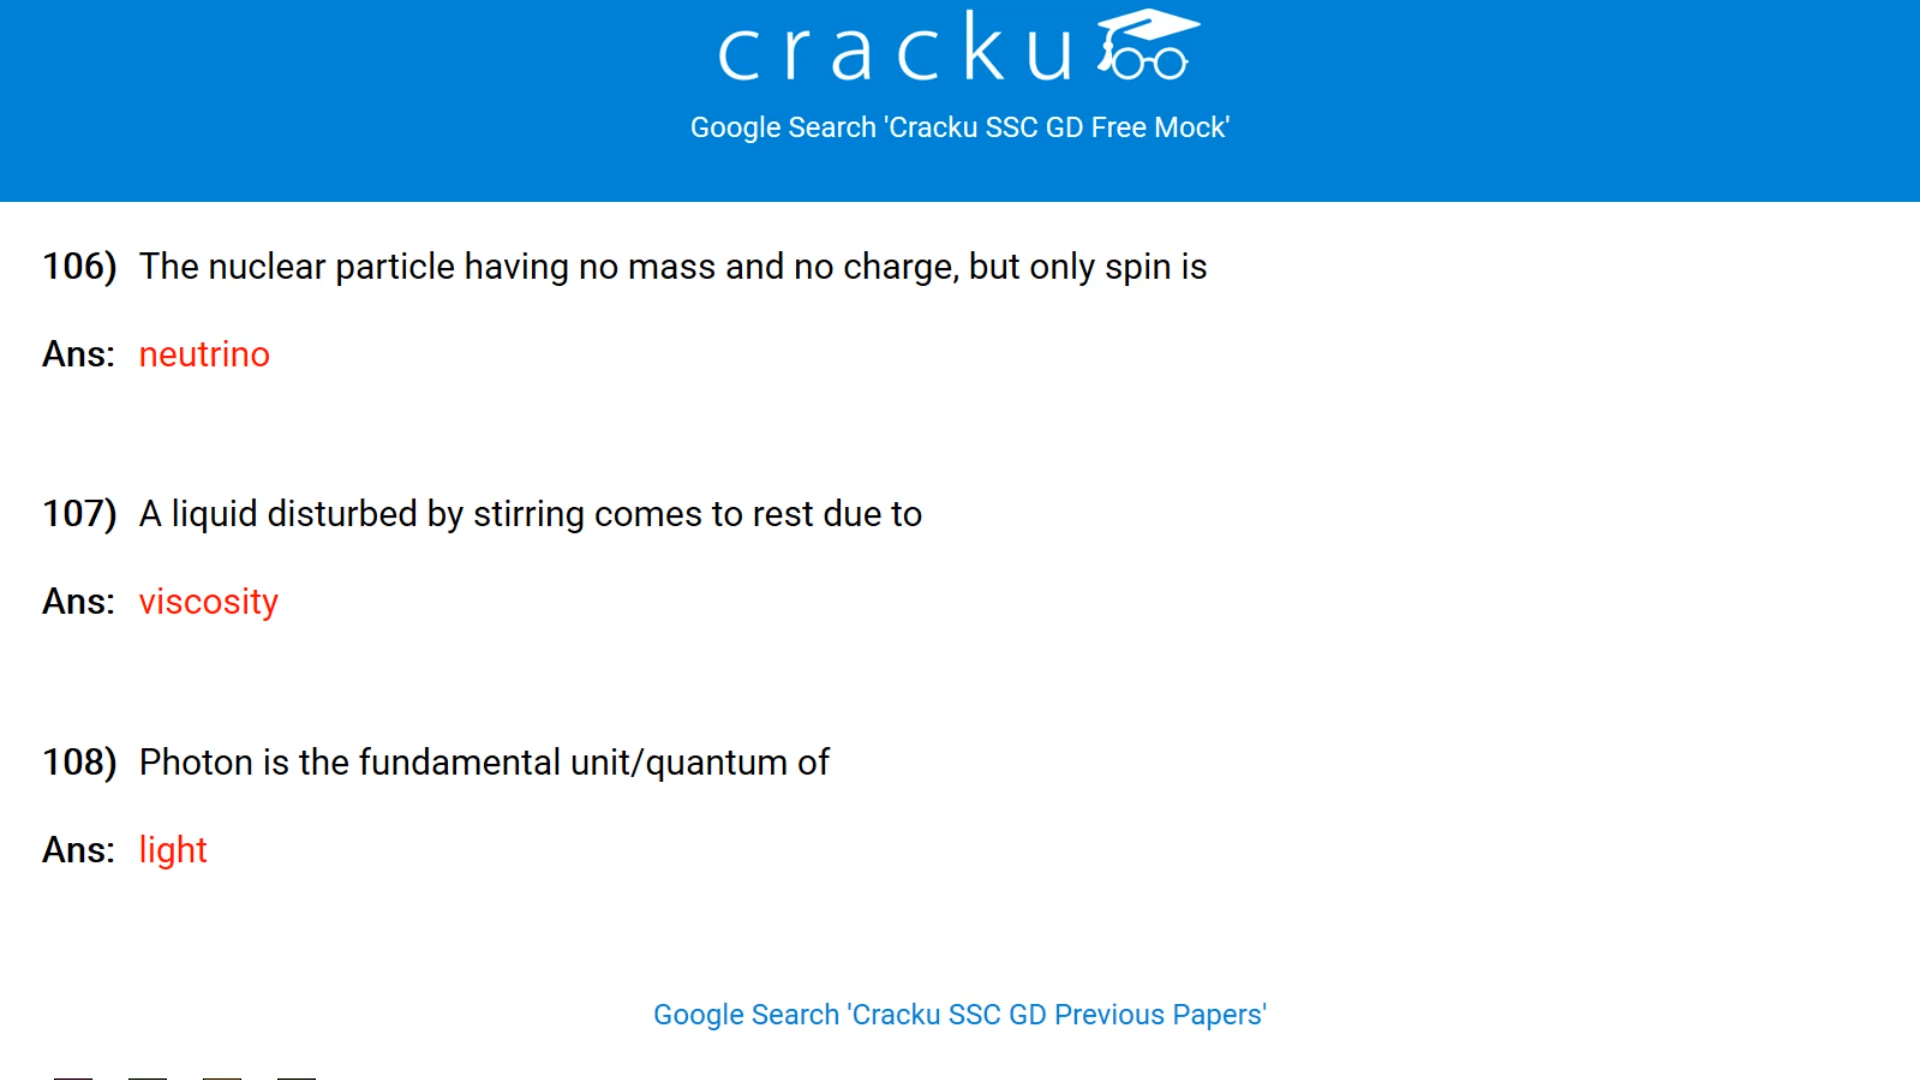 cracku
Google Search 'Cracku SSC GD Free Mock'
106) The nuclear particle having no mass and no charge, but only spin is
Ans: neutrino
107) A liquid disturbed by stirring comes to rest due to
Ans: viscosity
108) Photon is the fundamental unit/quantum of
Ans: light
Google Search 'Cracku SSC GD Previous Papers'